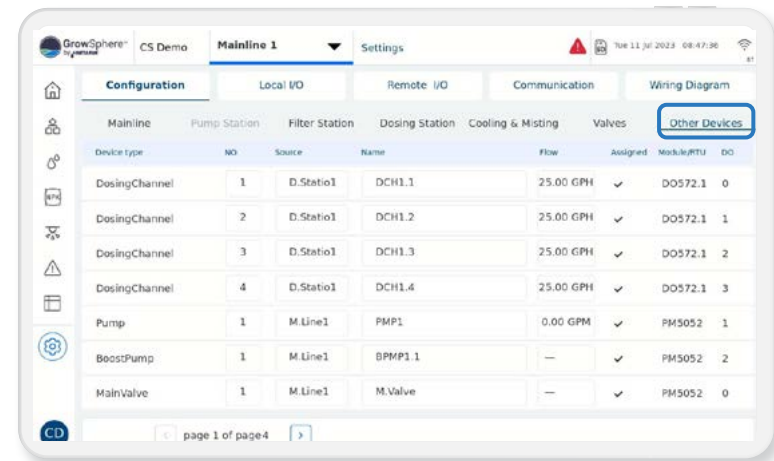 GrowSphere™ CS Demo Mainline 1 Settings Tue 11 Jul 2023 08:47:36
Configuration Local I/O Remote I/O Communication Wiring Diagram
Mainline Pump Station Filter Station Dosing Station Cooling & Misting Valves Other Devices
Device type NO. Source Name Flow Assigned Module/RTU DO
DosingChannel 1 D.Statio1 DCH1.1 25.00 GPH ✓ DO572.1 0
DosingChannel 2 D.Statio1 DCH1.2 25.00 GPH ✓ DO572.1 1
DosingChannel 3 D.Statio1 DCH1.3 25.00 GPH ✓ DO572.1 2
DosingChannel 4 D.Statio1 DCH1.4 25.00 GPH ✓ DO572.1 3
Pump 1 M.Line1 PMP1 0.00 GPM ✓ PM5052 1
BoostPump 1 M.Line1 BPMP1.1 — ✓ PM5052 2
MainValve 1 M.Line1 M.Valve — ✓ PM5052 0
CD < page 1 of page4 >